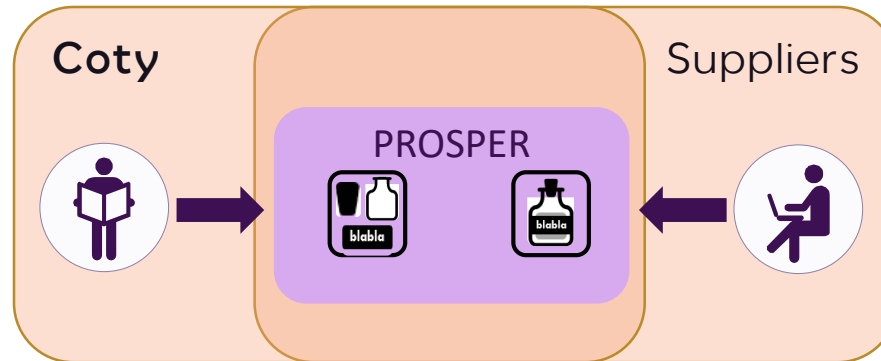 Coty
Suppliers
PROSPER
blabla
blabla